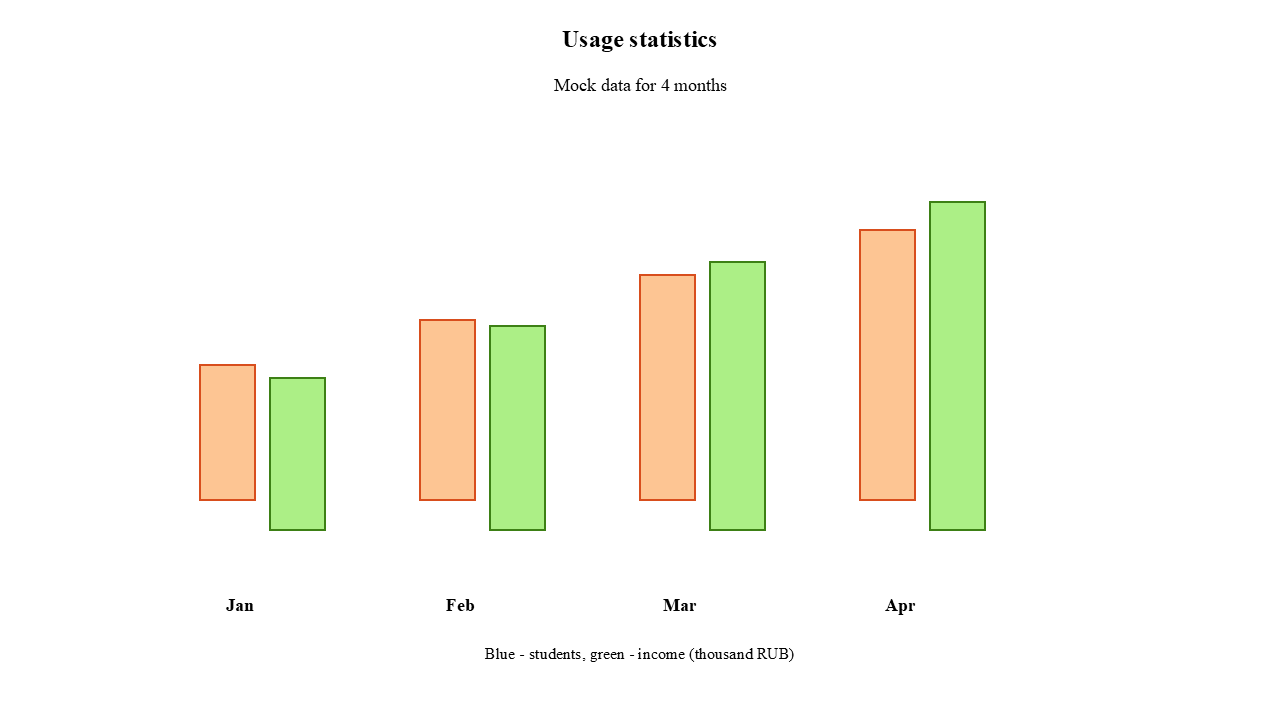 Usage statistics
Mock data for 4 months
Jan Feb Mar Apr
Blue - students, green - income (thousand RUB)